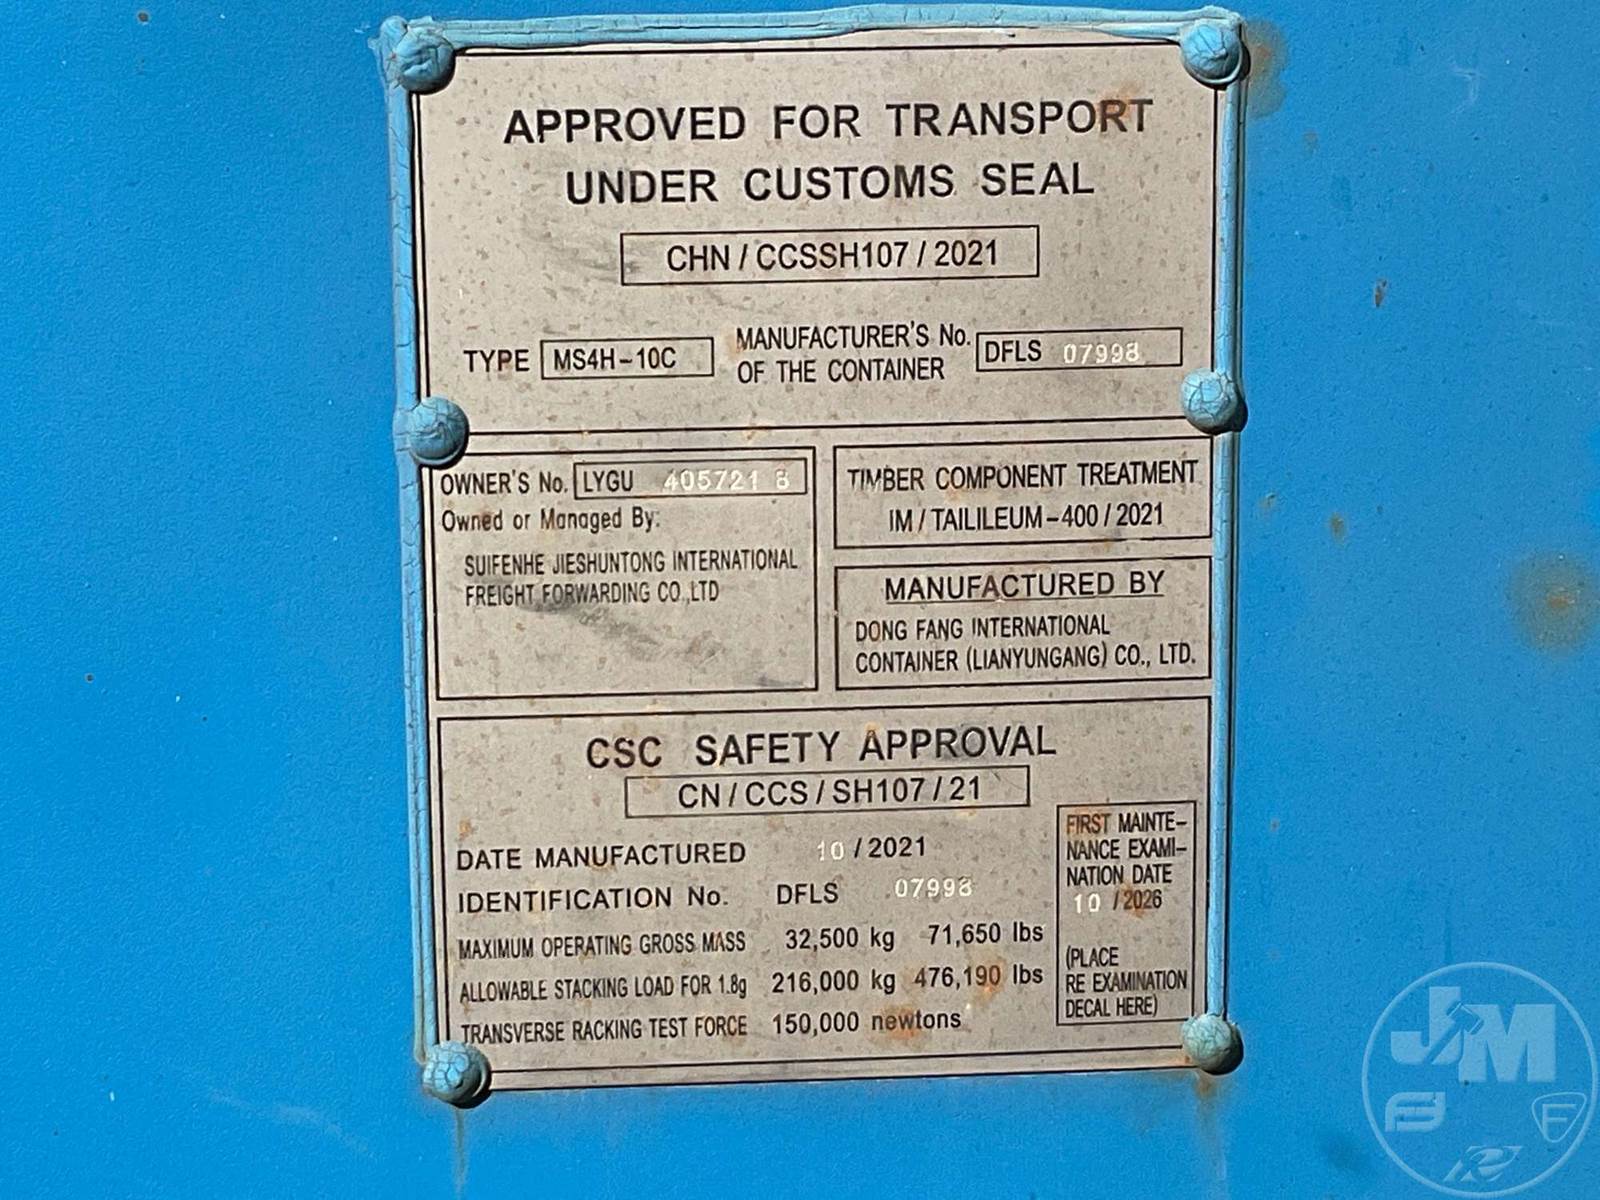 APPROVED FOR TRANSPORT
UNDER CUSTOMS SEAL
CHN / CCSSH107 / 2021
TYPE MS4H-10C
MANUFACTURER'S No.
OF THE CONTAINER
DFLS 07998
OWNER'S No. LYGU 405721 8
Owned or Managed By:
SUIFENHE JIESHUNTONG INTERNATIONAL
FREIGHT FORWARDING CO.,LTD
TIMBER COMPONENT TREATMENT
IM / TAILILEUM-400 / 2021
MANUFACTURED BY
DONG FANG INTERNATIONAL
CONTAINER (LIANYUNGANG) CO., LTD.
CSC SAFETY APPROVAL
CN / CCS / SH107 / 21
DATE MANUFACTURED 10 / 2021
IDENTIFICATION No. DFLS 07998
MAXIMUM OPERATING GROSS MASS 32,500 kg 71,650 lbs
ALLOWABLE STACKING LOAD FOR 1.8g 216,000 kg 476,190 lbs
TRANSVERSE RACKING TEST FORCE 150,000 newtons
FIRST MAINTE-
NANCE EXAMI-
NATION DATE
10 / 2026
(PLACE
RE EXAMINATION
DECAL HERE)
JM